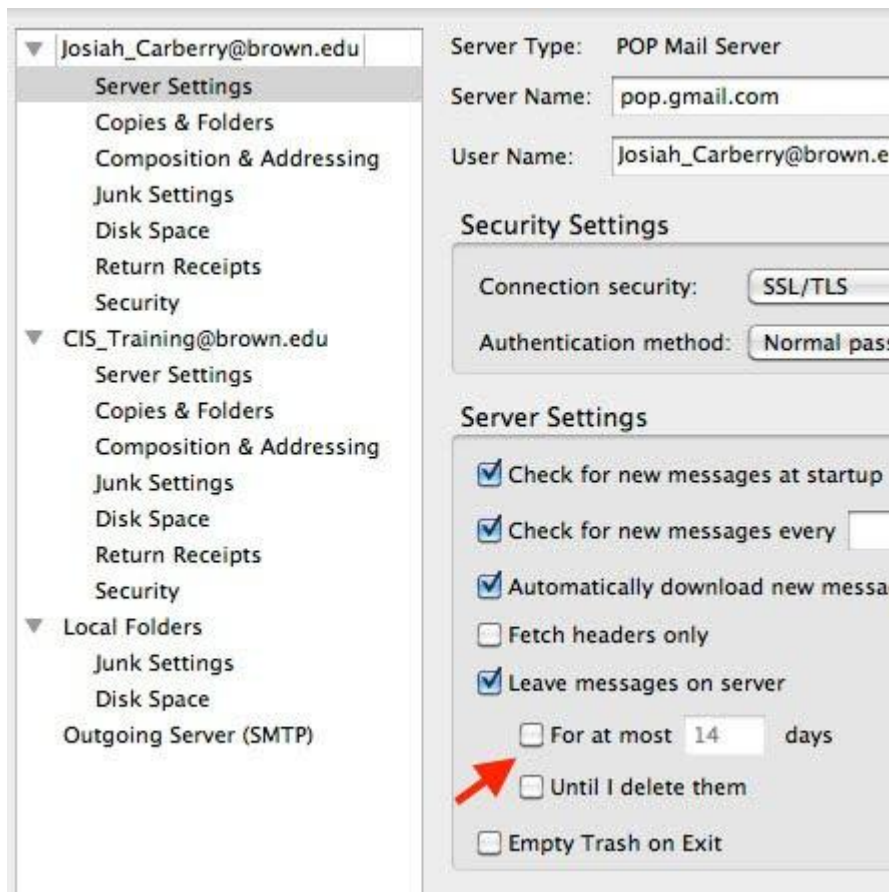 Josiah_Carberry@brown.edu
Server Settings
Copies & Folders
Composition & Addressing
Junk Settings
Disk Space
Return Receipts
Security
CIS_Training@brown.edu
Server Settings
Copies & Folders
Composition & Addressing
Junk Settings
Disk Space
Return Receipts
Security
Local Folders
Junk Settings
Disk Space
Outgoing Server (SMTP)
Server Type: POP Mail Server
Server Name: pop.gmail.com
User Name: Josiah_Carberry@brown.e
Security Settings
Connection security: SSL/TLS
Authentication method: Normal pass
Server Settings
Check for new messages at startup
Check for new messages every
Automatically download new messa
Fetch headers only
Leave messages on server
For at most 14 days
Until I delete them
Empty Trash on Exit